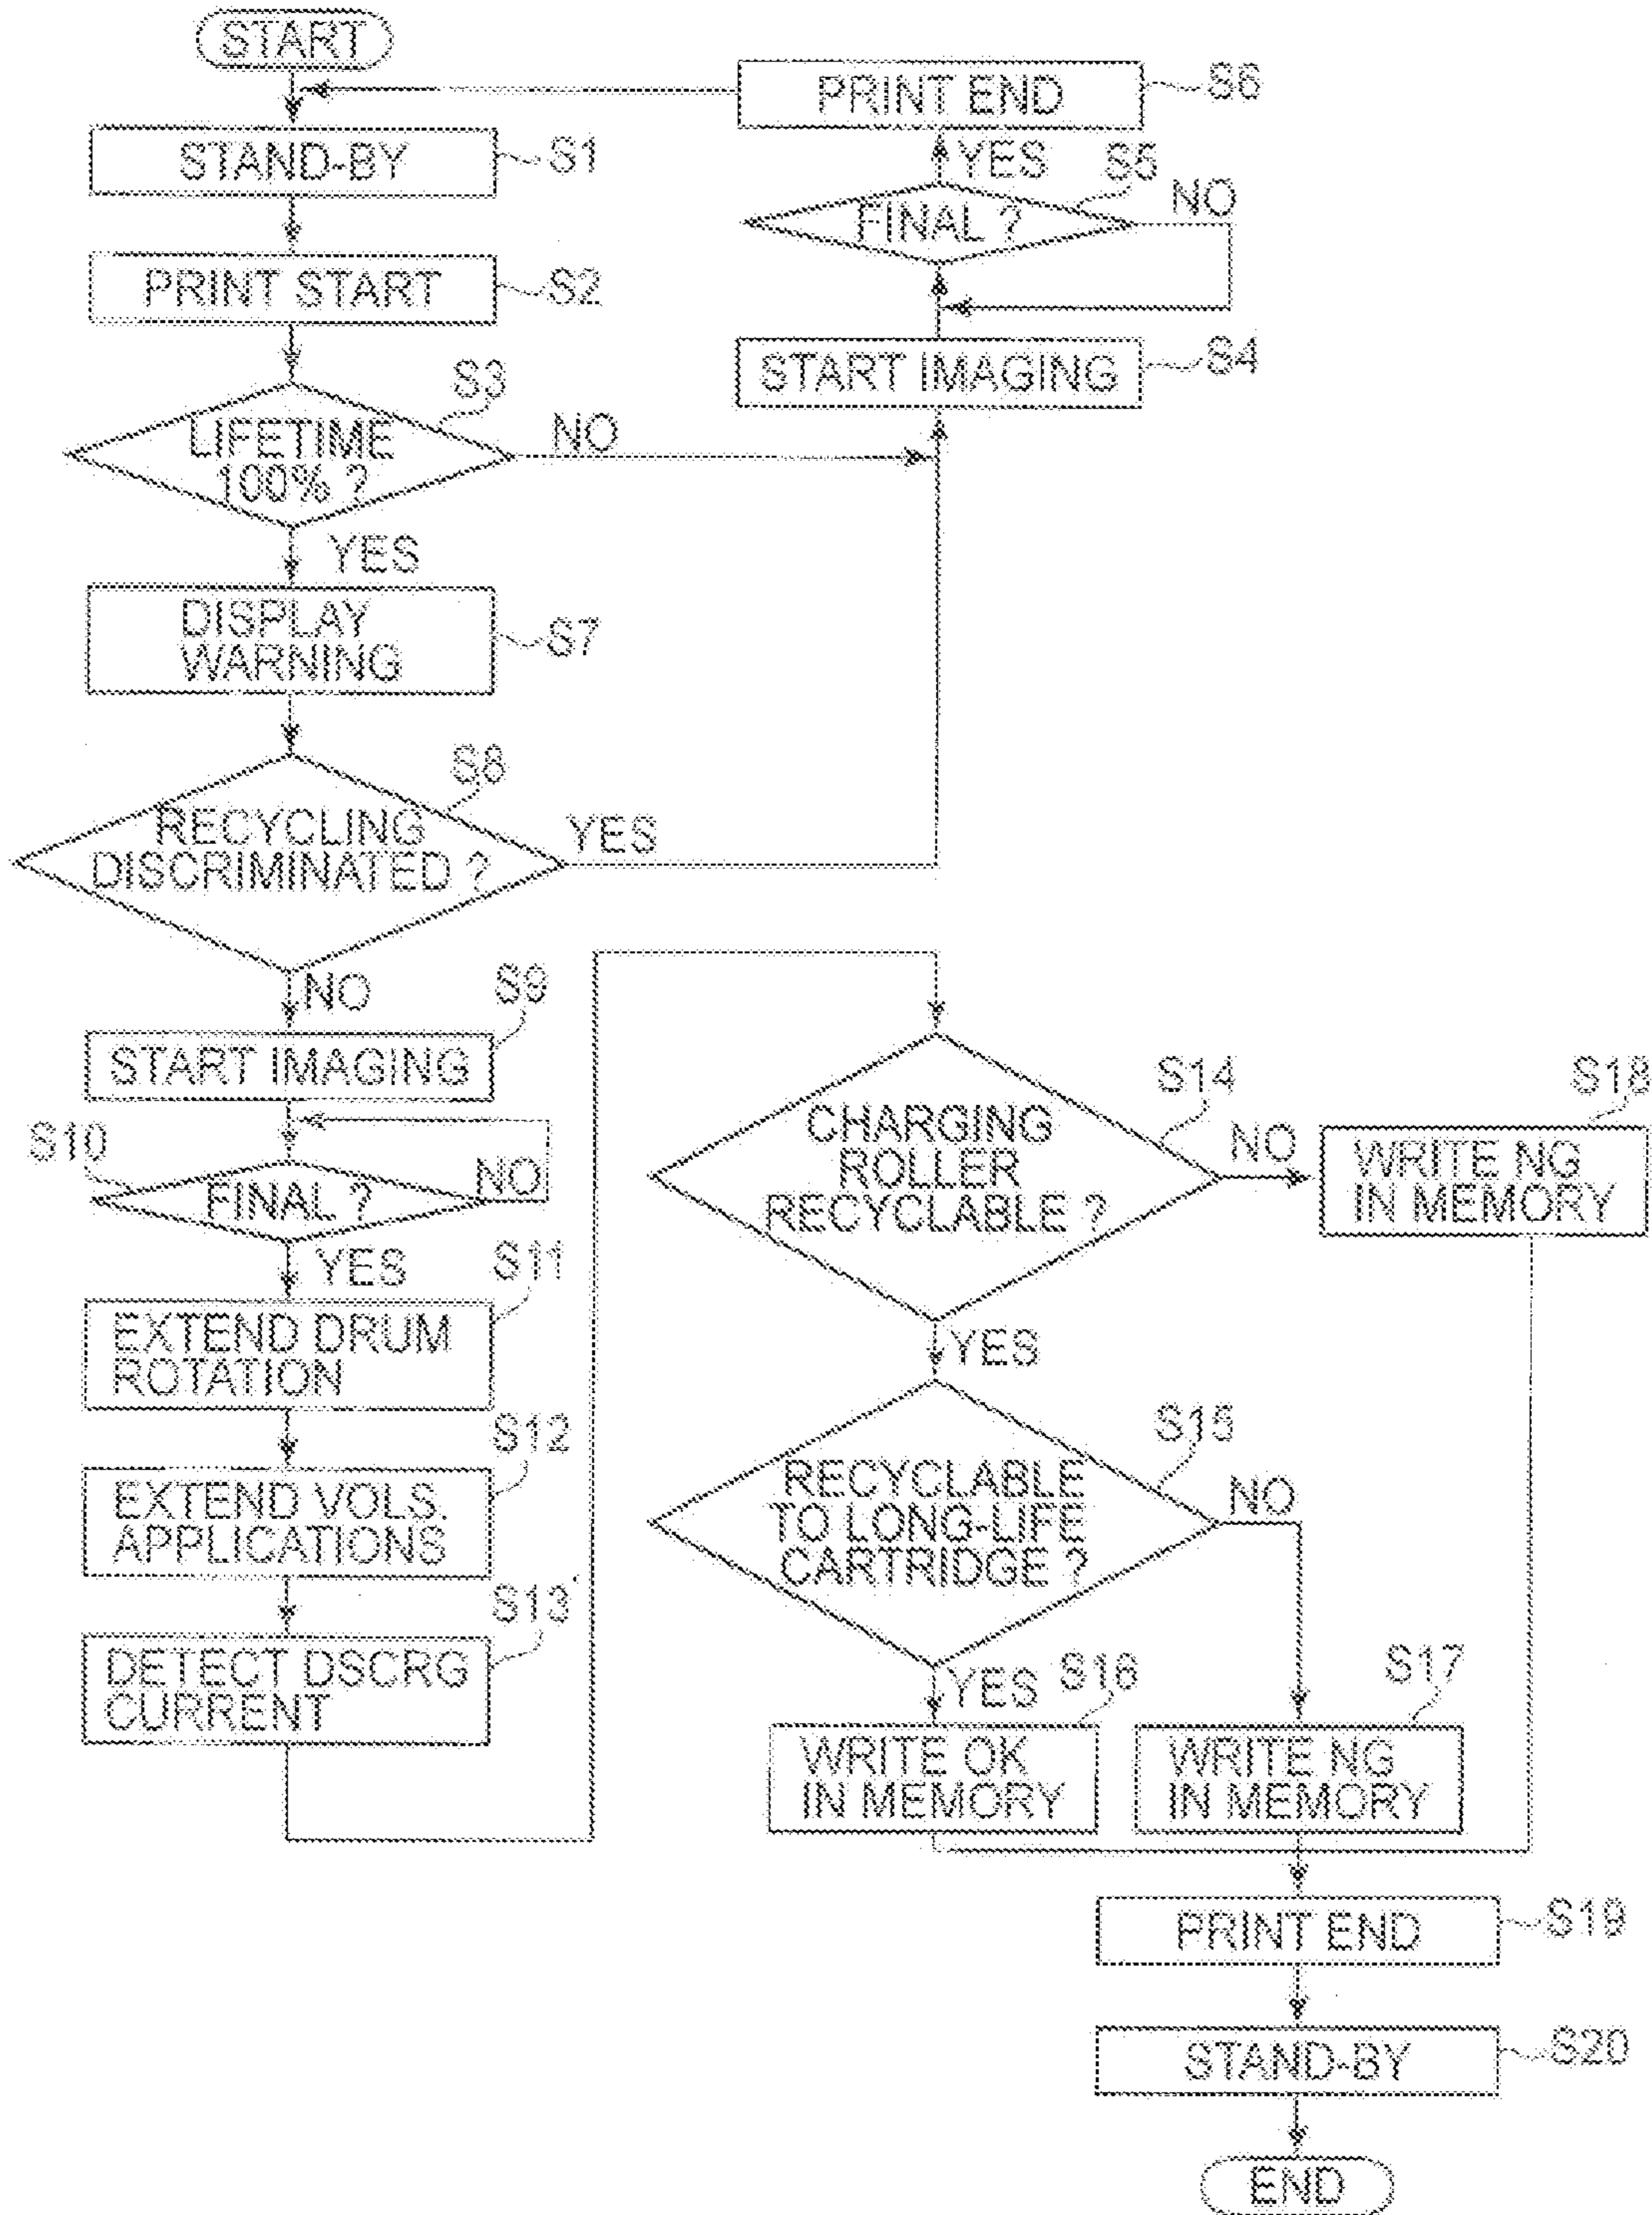 START
STAND-BY
S1
PRINT START
S2
LIFETIME
100% ?
S3
NO
YES
START IMAGING
S4
FINAL ?
S5
NO
YES
PRINT END
S6
DISPLAY
WARNING
S7
RECYCLING
DISCRIMINATED ?
S8
YES
NO
START IMAGING
S9
S10
FINAL ?
NO
YES
EXTEND DRUM
ROTATION
S11
EXTEND VOLS.
APPLICATIONS
S12
DETECT DSCRG
CURRENT
S13
CHARGING
ROLLER
RECYCLABLE ?
S14
NO
YES
WRITE NG
IN MEMORY
S18
RECYCLABLE
TO LONG-LIFE
CARTRIDGE ?
S15
NO
YES
WRITE OK
IN MEMORY
S16
WRITE NG
IN MEMORY
S17
PRINT END
S19
STAND-BY
S20
END